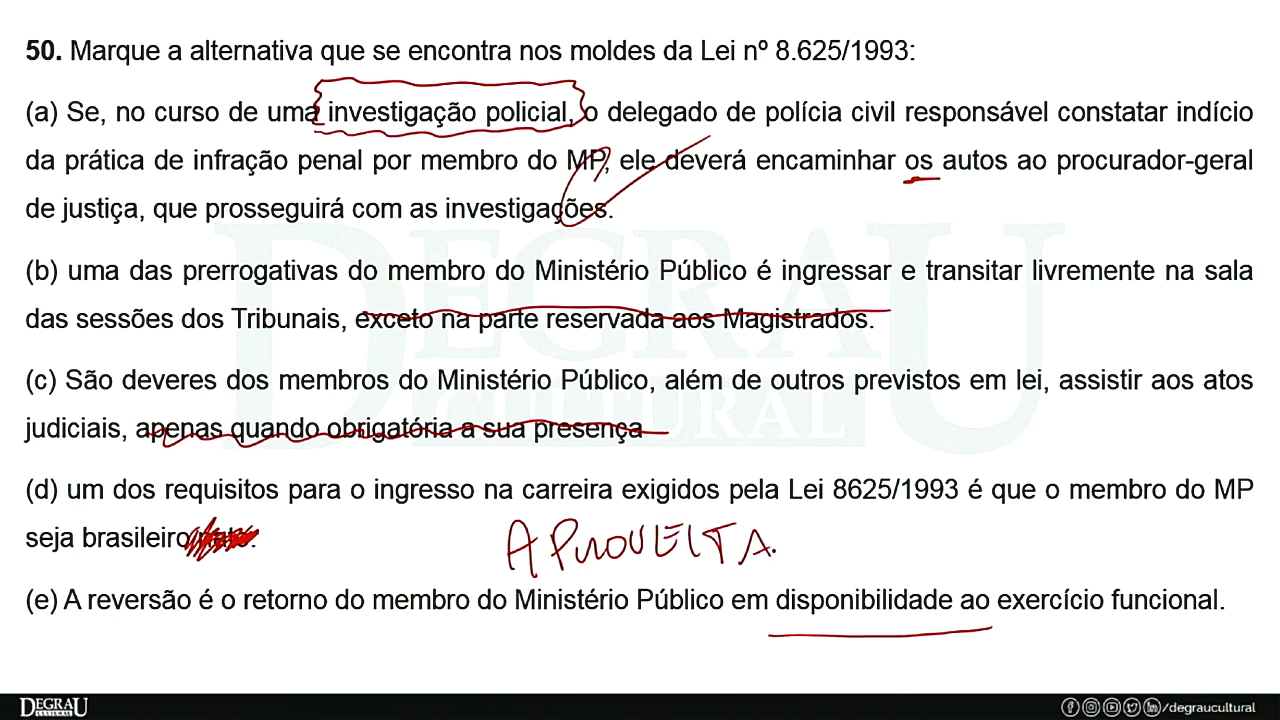 50. Marque a alternativa que se encontra nos moldes da Lei nº 8.625/1993:
(a) Se, no curso de uma investigação policial, o delegado de polícia civil responsável constatar indício
da prática de infração penal por membro do MP, ele deverá encaminhar os autos ao procurador-geral
de justiça, que prosseguirá com as investigações.
(b) uma das prerrogativas do membro do Ministério Público é ingressar e transitar livremente na sala
das sessões dos Tribunais, exceto na parte reservada aos Magistrados.
(c) São deveres dos membros do Ministério Público, além de outros previstos em lei, assistir aos atos
judiciais, apenas quando obrigatória a sua presença
(d) um dos requisitos para o ingresso na carreira exigidos pela Lei 8625/1993 é que o membro do MP
seja brasileiro
APROVEITA.
(e) A reversão é o retorno do membro do Ministério Público em disponibilidade ao exercício funcional.
DEGRAU CULTURAL
DEGRAU
CULTURAL
/degraucultural